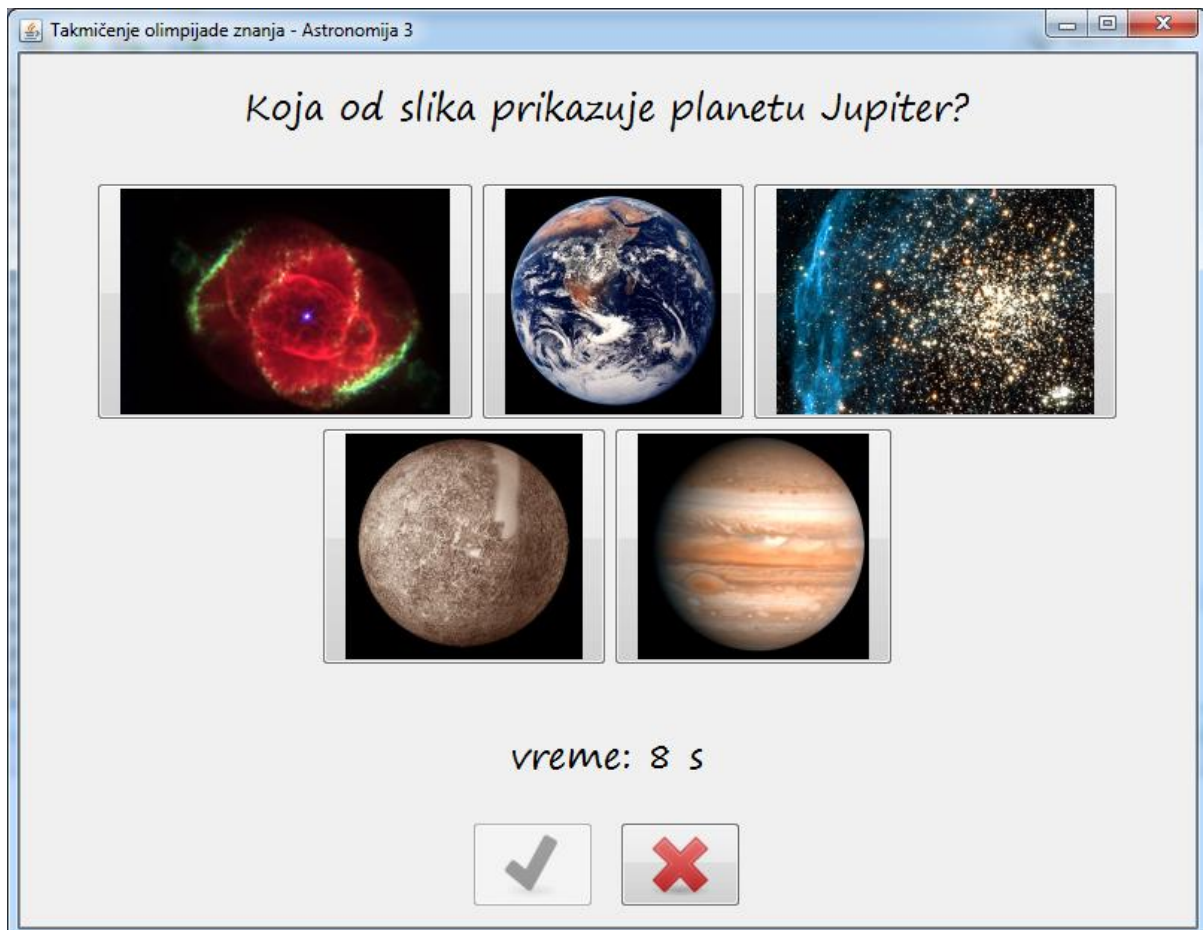 Takmičenje olimpijade znanja - Astronomija 3
Koja od slika prikazuje planetu Jupiter?
vreme: 8 s